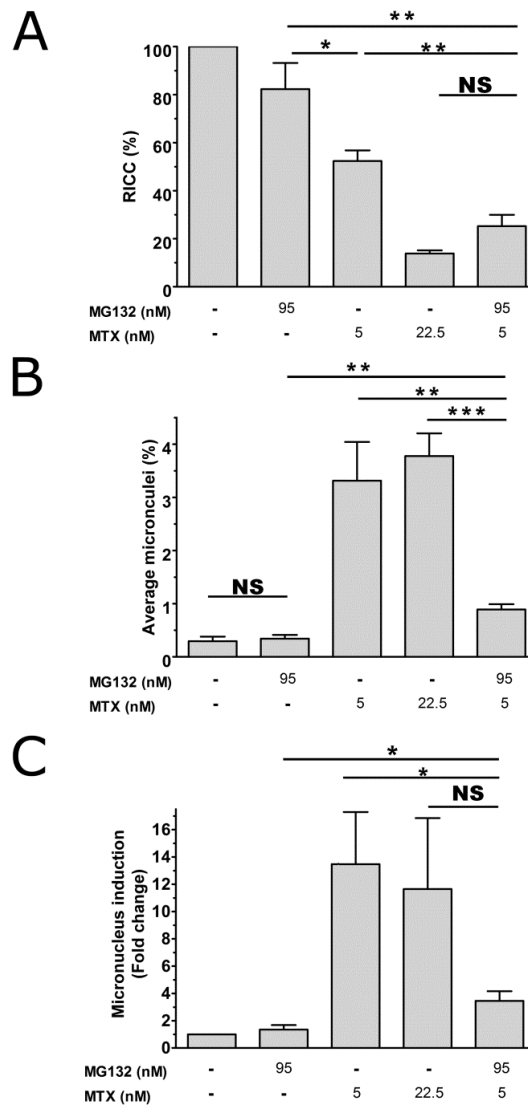 A
**
* **
NS
100
80
60
40
20
0
RICC (%)
MG132 (nM) - 95 - - 95
MTX (nM) - - 5 22.5 5
B
**
**
***
4
3
2
1
0
Average micronculei (%)
NS
MG132 (nM) - 95 - - 95
MTX (nM) - - 5 22.5 5
C
*
*
NS
16
14
12
10
8
6
4
2
0
Micronucleus induction
(Fold change)
MG132 (nM) - 95 - - 95
MTX (nM) - - 5 22.5 5